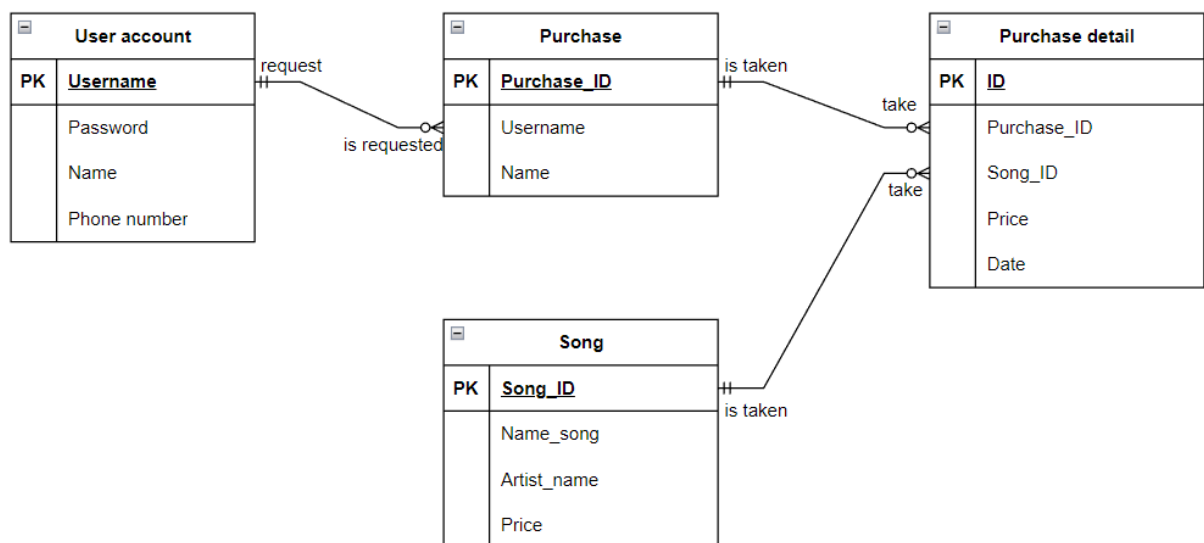 User account
PK Username
Password
Name
Phone number
request
is requested
Purchase
PK Purchase_ID
Username
Name
is taken
take
Purchase detail
PK ID
Purchase_ID
Song_ID
Price
Date
take
Song
PK Song_ID
Name_song
Artist_name
Price
is taken